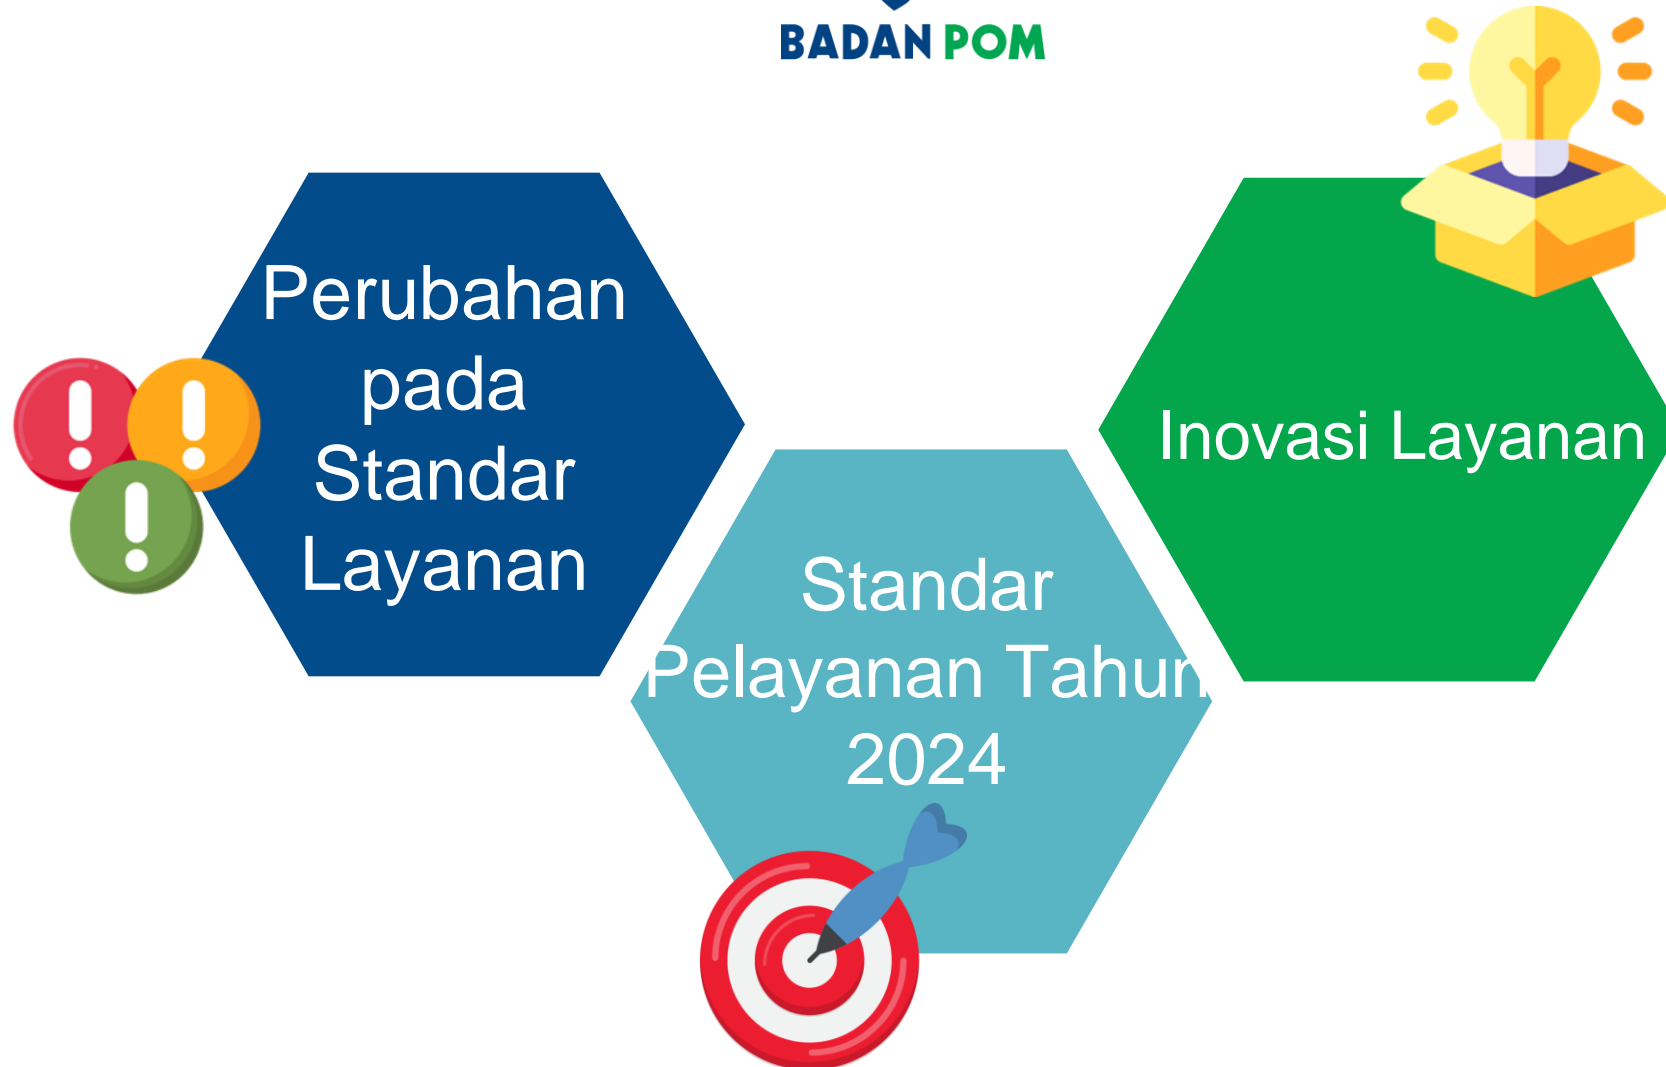 BADAN POM
Perubahan
pada
Standar
Layanan
Standar
Pelayanan Tahun
2024
Inovasi Layanan